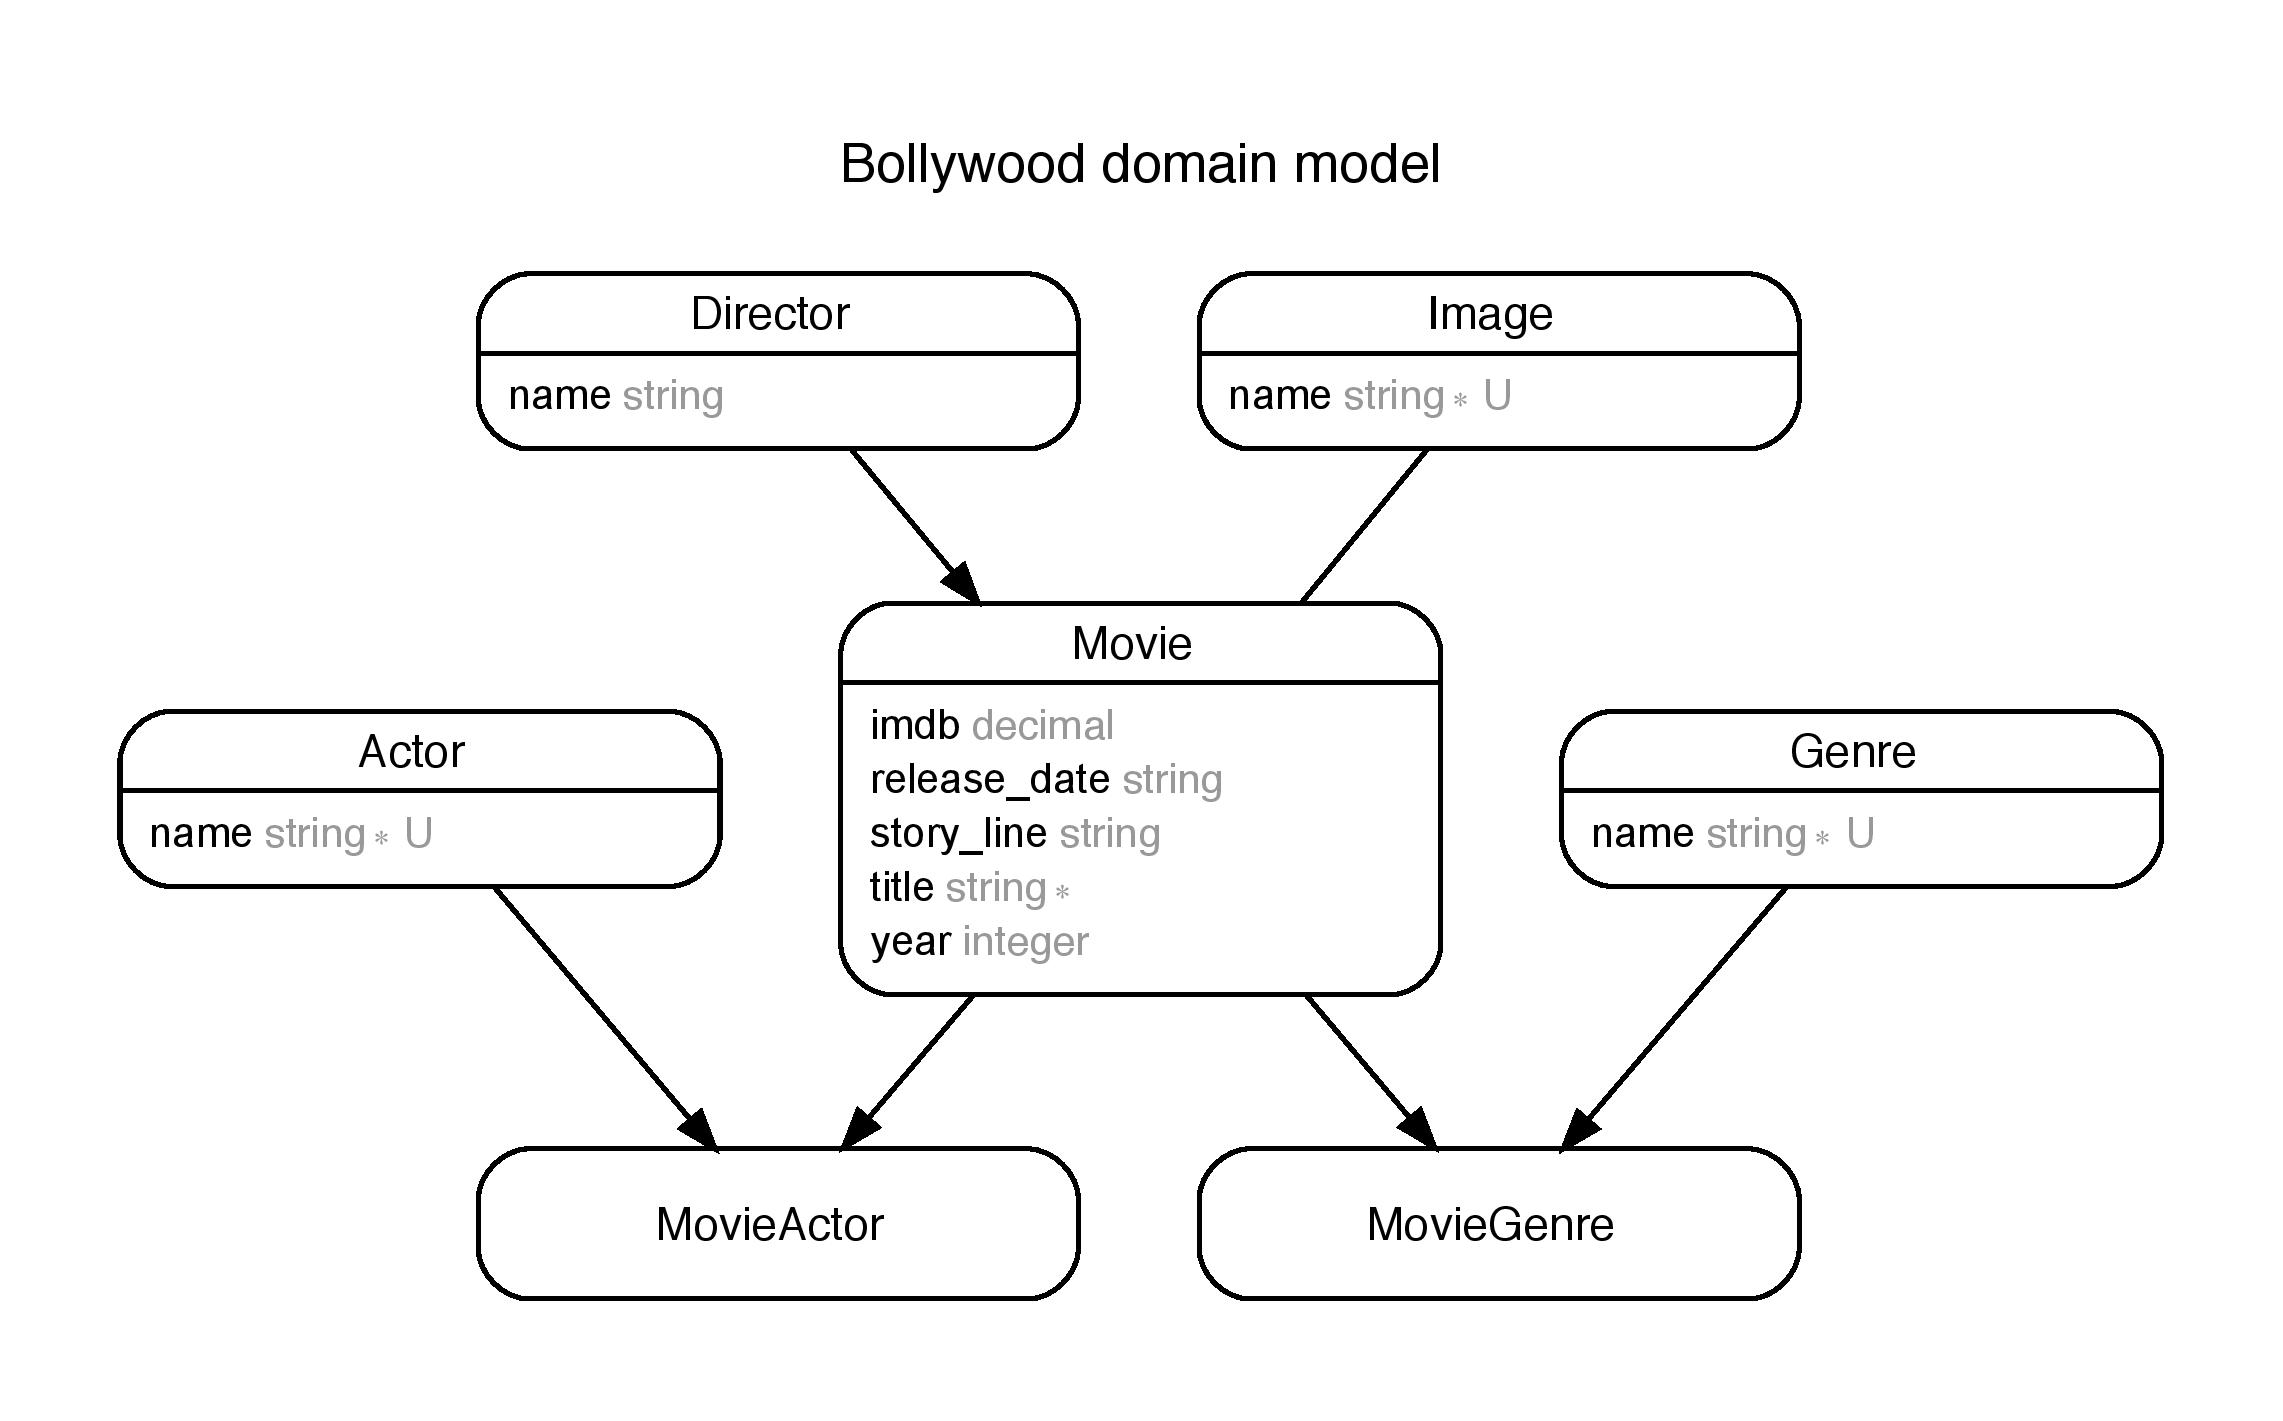 Bollywood domain model
Director
name string
Image
name string * U
Movie
imdb decimal
release_date string
story_line string
title string *
year integer
Actor
name string * U
Genre
name string * U
MovieActor
MovieGenre